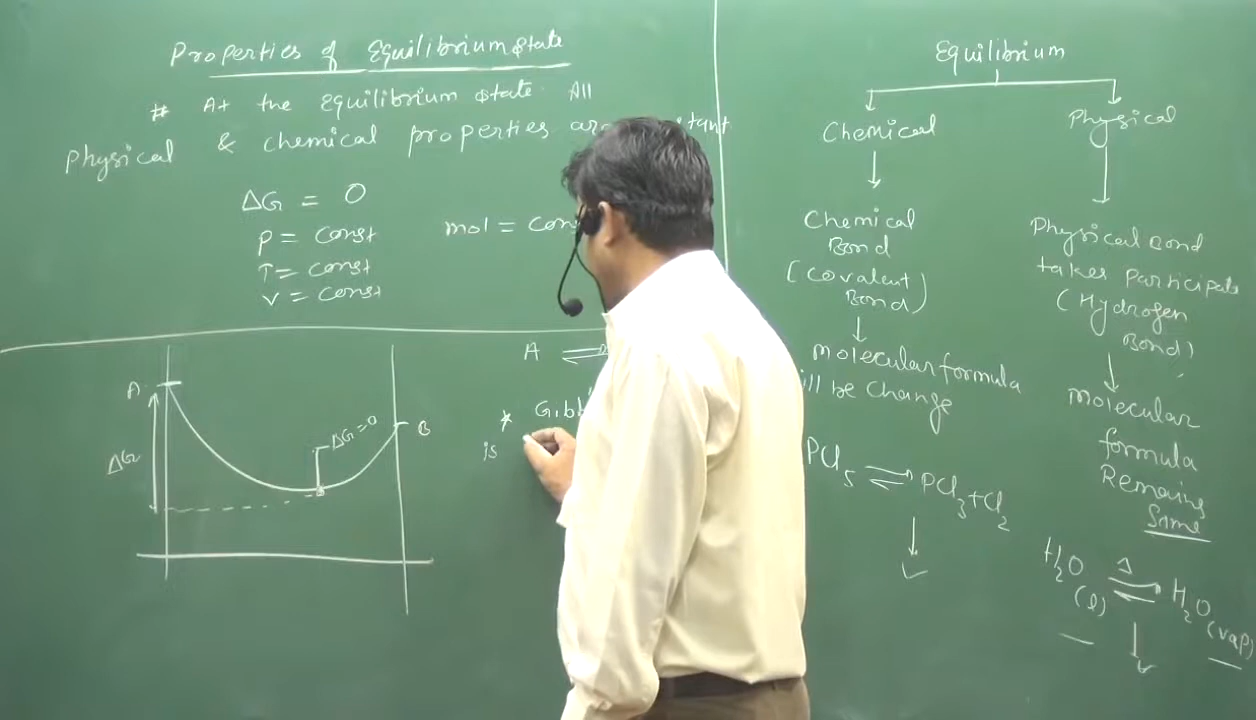 Properties of Equilibrium state
# At the Equilibrium state. All
Physical & chemical properties are
ΔG = 0
P = const
T = const
V = const
mol = con
A ⇌
* Gibb
is
A
ΔG
ΔG=0
B
Equilibrium
Chemical
Chemical
Bond
(Covalent
Bond)
molecular formula
ill be change
PCl5 ⇌ PCl3+Cl2
Physical
Physical Bond
takes participate
(Hydrogen
Bond)
molecular
formula
Remains
Same
H2O ⇌ H2O
Δ
(l)
(vap)